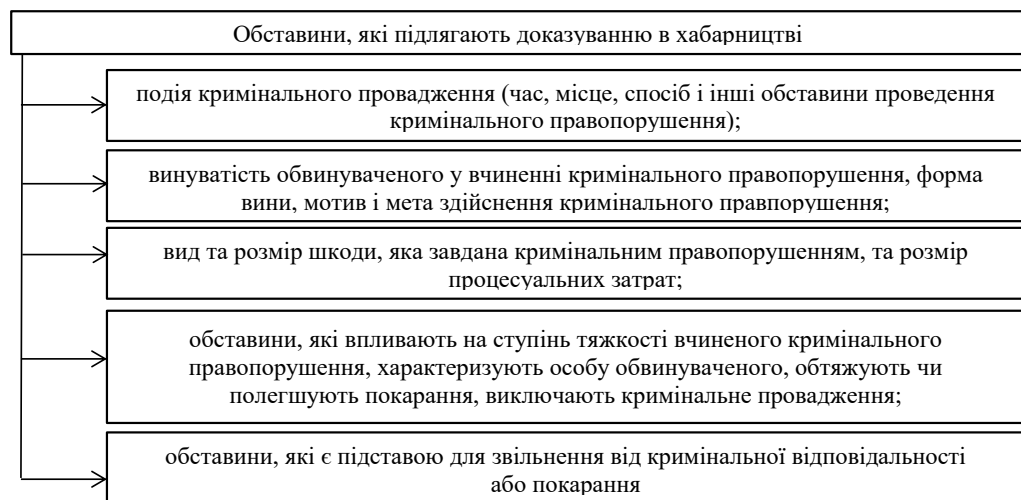 Обставини, які підлягають доказуванню в хабарництві
подія кримінального провадження (час, місце, спосіб і інші обставини проведення
кримінального правопорушення);
винуватість обвинуваченого у вчиненні кримінального правопорушення, форма
вини, мотив і мета здійснення кримінального правпорушення;
вид та розмір шкоди, яка завдана кримінальним правопорушенням, та розмір
процесуальних затрат;
обставини, які впливають на ступінь тяжкості вчиненого кримінального
правопорушення, характеризують особу обвинуваченого, обтяжують чи
полегшують покарання, виключають кримінальне провадження;
обставини, які є підставою для звільнення від кримінальної відповідальності
або покарання